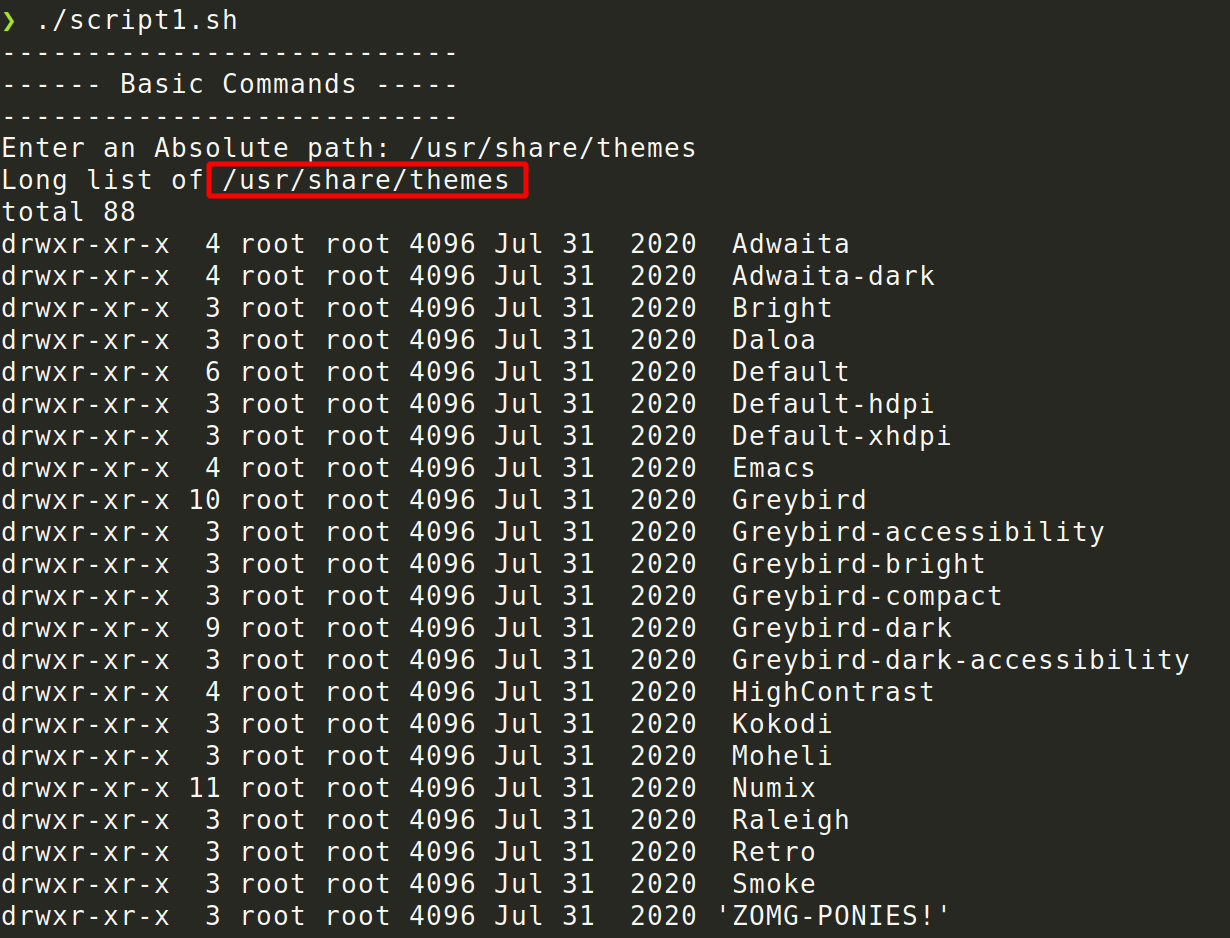 ❯ ./script1.sh
---------------------------
------ Basic Commands -----
---------------------------
Enter an Absolute path: /usr/share/themes
Long list of /usr/share/themes
total 88
drwxr-xr-x  4 root root 4096 Jul 31  2020  Adwaita
drwxr-xr-x  4 root root 4096 Jul 31  2020  Adwaita-dark
drwxr-xr-x  3 root root 4096 Jul 31  2020  Bright
drwxr-xr-x  3 root root 4096 Jul 31  2020  Daloa
drwxr-xr-x  6 root root 4096 Jul 31  2020  Default
drwxr-xr-x  3 root root 4096 Jul 31  2020  Default-hdpi
drwxr-xr-x  3 root root 4096 Jul 31  2020  Default-xhdpi
drwxr-xr-x  4 root root 4096 Jul 31  2020  Emacs
drwxr-xr-x 10 root root 4096 Jul 31  2020  Greybird
drwxr-xr-x  3 root root 4096 Jul 31  2020  Greybird-accessibility
drwxr-xr-x  3 root root 4096 Jul 31  2020  Greybird-bright
drwxr-xr-x  3 root root 4096 Jul 31  2020  Greybird-compact
drwxr-xr-x  9 root root 4096 Jul 31  2020  Greybird-dark
drwxr-xr-x  3 root root 4096 Jul 31  2020  Greybird-dark-accessibility
drwxr-xr-x  4 root root 4096 Jul 31  2020  HighContrast
drwxr-xr-x  3 root root 4096 Jul 31  2020  Kokodi
drwxr-xr-x  3 root root 4096 Jul 31  2020  Moheli
drwxr-xr-x 11 root root 4096 Jul 31  2020  Numix
drwxr-xr-x  3 root root 4096 Jul 31  2020  Raleigh
drwxr-xr-x  3 root root 4096 Jul 31  2020  Retro
drwxr-xr-x  3 root root 4096 Jul 31  2020  Smoke
drwxr-xr-x  3 root root 4096 Jul 31  2020 'ZOMG-PONIES!'